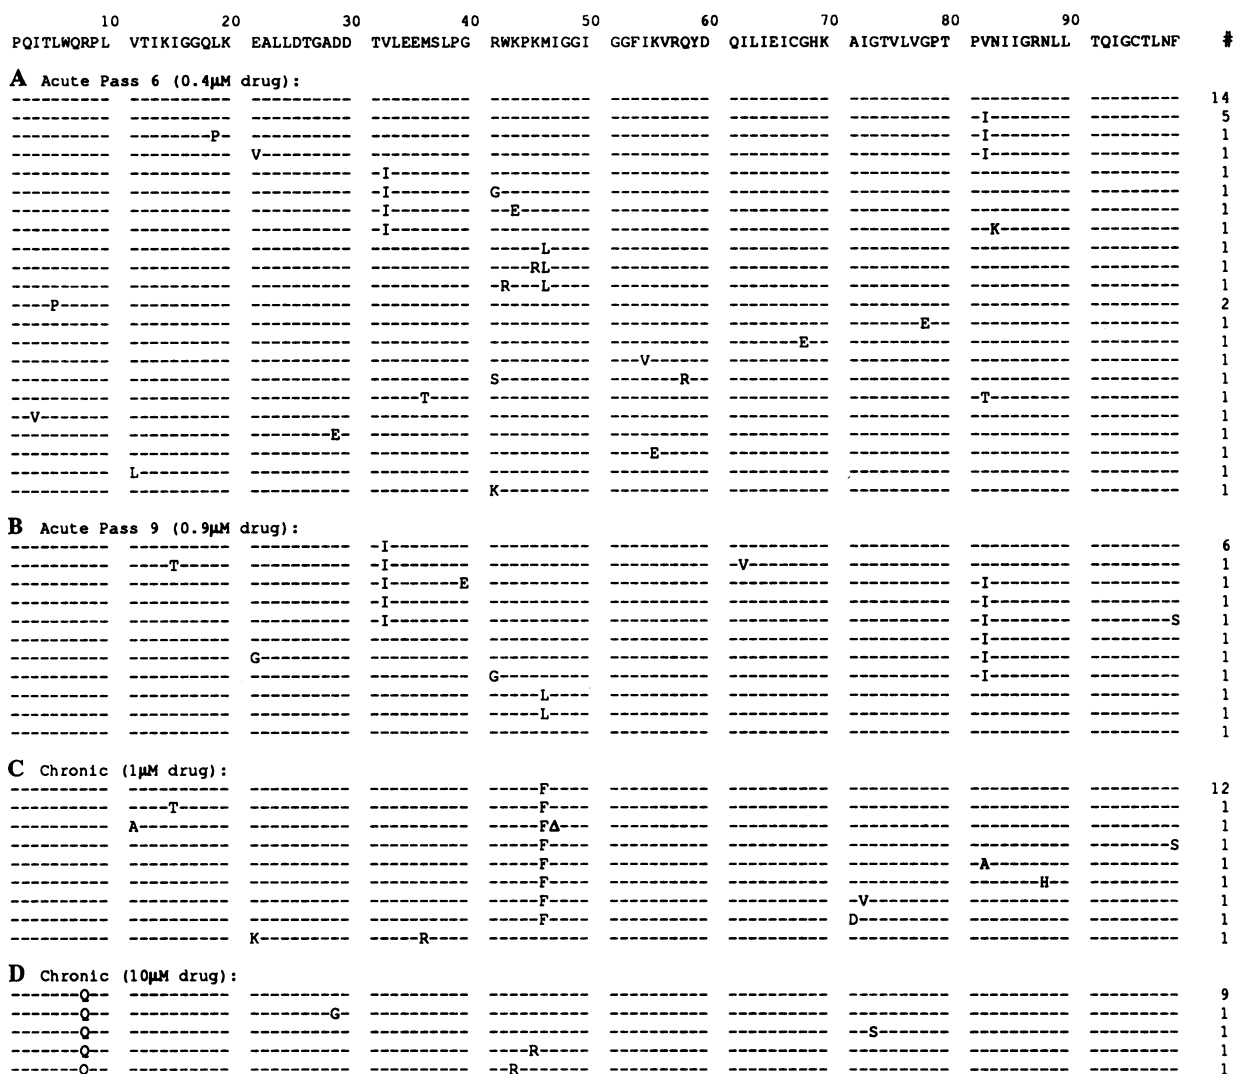 10 20 30 40 50 60 70 80 90
PQITLWQRPL VTIKIGGQLK EALLDTGADD TVLEEMSLPG RWKPKMIGGI GGFIKVRQYD QILIEICGHK AIGTVLVGPT PVNIIGRNLL TQIGCTLNF #
A Acute Pass 6 (0.4µM drug):
---------- ---------- ---------- ---------- ---------- ---------- ---------- ---------- ---------- --------- 14
---------- ---------- ---------- ---------- ---------- ---------- ---------- ---------- -I-------- --------- 5
---------- --------P- ---------- ---------- ---------- ---------- ---------- ---------- -I-------- --------- 1
---------- ---------- V--------- ---------- ---------- ---------- ---------- ---------- -I-------- --------- 1
---------- ---------- ---------- -I-------- ---------- ---------- ---------- ---------- ---------- --------- 1
---------- ---------- ---------- -I-------- G--------- ---------- ---------- ---------- ---------- --------- 1
---------- ---------- ---------- -I-------- --E------- ---------- ---------- ---------- ---------- --------- 1
---------- ---------- ---------- -I-------- ---------- ---------- ---------- ---------- --K------- --------- 1
---------- ---------- ---------- ---------- -----L---- ---------- ---------- ---------- ---------- --------- 1
---------- ---------- ---------- ---------- ----RL---- ---------- ---------- ---------- ---------- --------- 1
---------- ---------- ---------- ---------- -R---L---- ---------- ---------- ---------- ---------- --------- 1
----P----- ---------- ---------- ---------- ---------- ---------- ---------- ---------- ---------- --------- 2
---------- ---------- ---------- ---------- ---------- ---------- ---------- -------E-- ---------- --------- 1
---------- ---------- ---------- ---------- ---------- ---------- -------E-- ---------- ---------- --------- 1
---------- ---------- ---------- ---------- ---------- ---V------ ---------- ---------- ---------- --------- 1
---------- ---------- ---------- ---------- S--------- -------R-- ---------- ---------- ---------- --------- 1
---------- ---------- ---------- -----T---- ---------- ---------- ---------- ---------- -T-------- --------- 1
--V------- ---------- ---------- ---------- ---------- ---------- ---------- ---------- ---------- --------- 1
---------- ---------- --------E- ---------- ---------- ---------- ---------- ---------- ---------- --------- 1
---------- ---------- ---------- ---------- ---------- ----E----- ---------- ---------- ---------- --------- 1
---------- L--------- ---------- ---------- ---------- ---------- ---------- ---------- ---------- --------- 1
---------- ---------- ---------- ---------- K--------- ---------- ---------- ---------- ---------- --------- 1
B Acute Pass 9 (0.9µM drug):
---------- ---------- ---------- -I-------- ---------- ---------- ---------- ---------- ---------- --------- 6
---------- ----T----- ---------- -I-------- ---------- ---------- -V-------- ---------- ---------- --------- 1
---------- ---------- ---------- -I-------E ---------- ---------- ---------- ---------- -I-------- --------- 1
---------- ---------- ---------- -I-------- ---------- ---------- ---------- ---------- -I-------- --------- 1
---------- ---------- ---------- -I-------- ---------- ---------- ---------- ---------- -I-------- --------S 1
---------- ---------- ---------- ---------- ---------- ---------- ---------- ---------- -I-------- --------- 1
---------- ---------- G--------- ---------- ---------- ---------- ---------- ---------- -I-------- --------- 1
---------- ---------- ---------- ---------- G--------- ---------- ---------- ---------- -I-------- --------- 1
---------- ---------- ---------- ---------- -----L---- ---------- ---------- ---------- ---------- --------- 1
---------- ---------- ---------- ---------- -----L---- ---------- ---------- ---------- ---------- --------- 1
---------- ---------- ---------- ---------- ---------- ---------- ---------- ---------- ---------- --------- 1
C Chronic (1µM drug):
---------- ---------- ---------- ---------- -----F---- ---------- ---------- ---------- ---------- --------- 12
---------- ----T----- ---------- ---------- -----F---- ---------- ---------- ---------- ---------- --------- 1
---------- A--------- ---------- ---------- -----FΔ--- ---------- ---------- ---------- ---------- --------- 1
---------- ---------- ---------- ---------- -----F---- ---------- ---------- ---------- ---------- --------S 1
---------- ---------- ---------- ---------- -----F---- ---------- ---------- ---------- -A-------- --------- 1
---------- ---------- ---------- ---------- -----F---- ---------- ---------- ---------- -------H-- --------- 1
---------- ---------- ---------- ---------- -----F---- ---------- ---------- -V-------- ---------- --------- 1
---------- ---------- ---------- ---------- -----F---- ---------- ---------- D--------- ---------- --------- 1
---------- ---------- K--------- -----R---- ---------- ---------- ---------- ---------- ---------- --------- 1
D Chronic (10µM drug):
-------Q-- ---------- ---------- ---------- ---------- ---------- ---------- ---------- ---------- --------- 9
-------Q-- ---------- --------G- ---------- ---------- ---------- ---------- ---------- ---------- --------- 1
-------Q-- ---------- ---------- ---------- ---------- ---------- ---------- --S------- ---------- --------- 1
-------Q-- ---------- ---------- ---------- ----R----- ---------- ---------- ---------- ---------- --------- 1
-------Q-- ---------- ---------- ---------- --R------- ---------- ---------- ---------- ---------- --------- 1